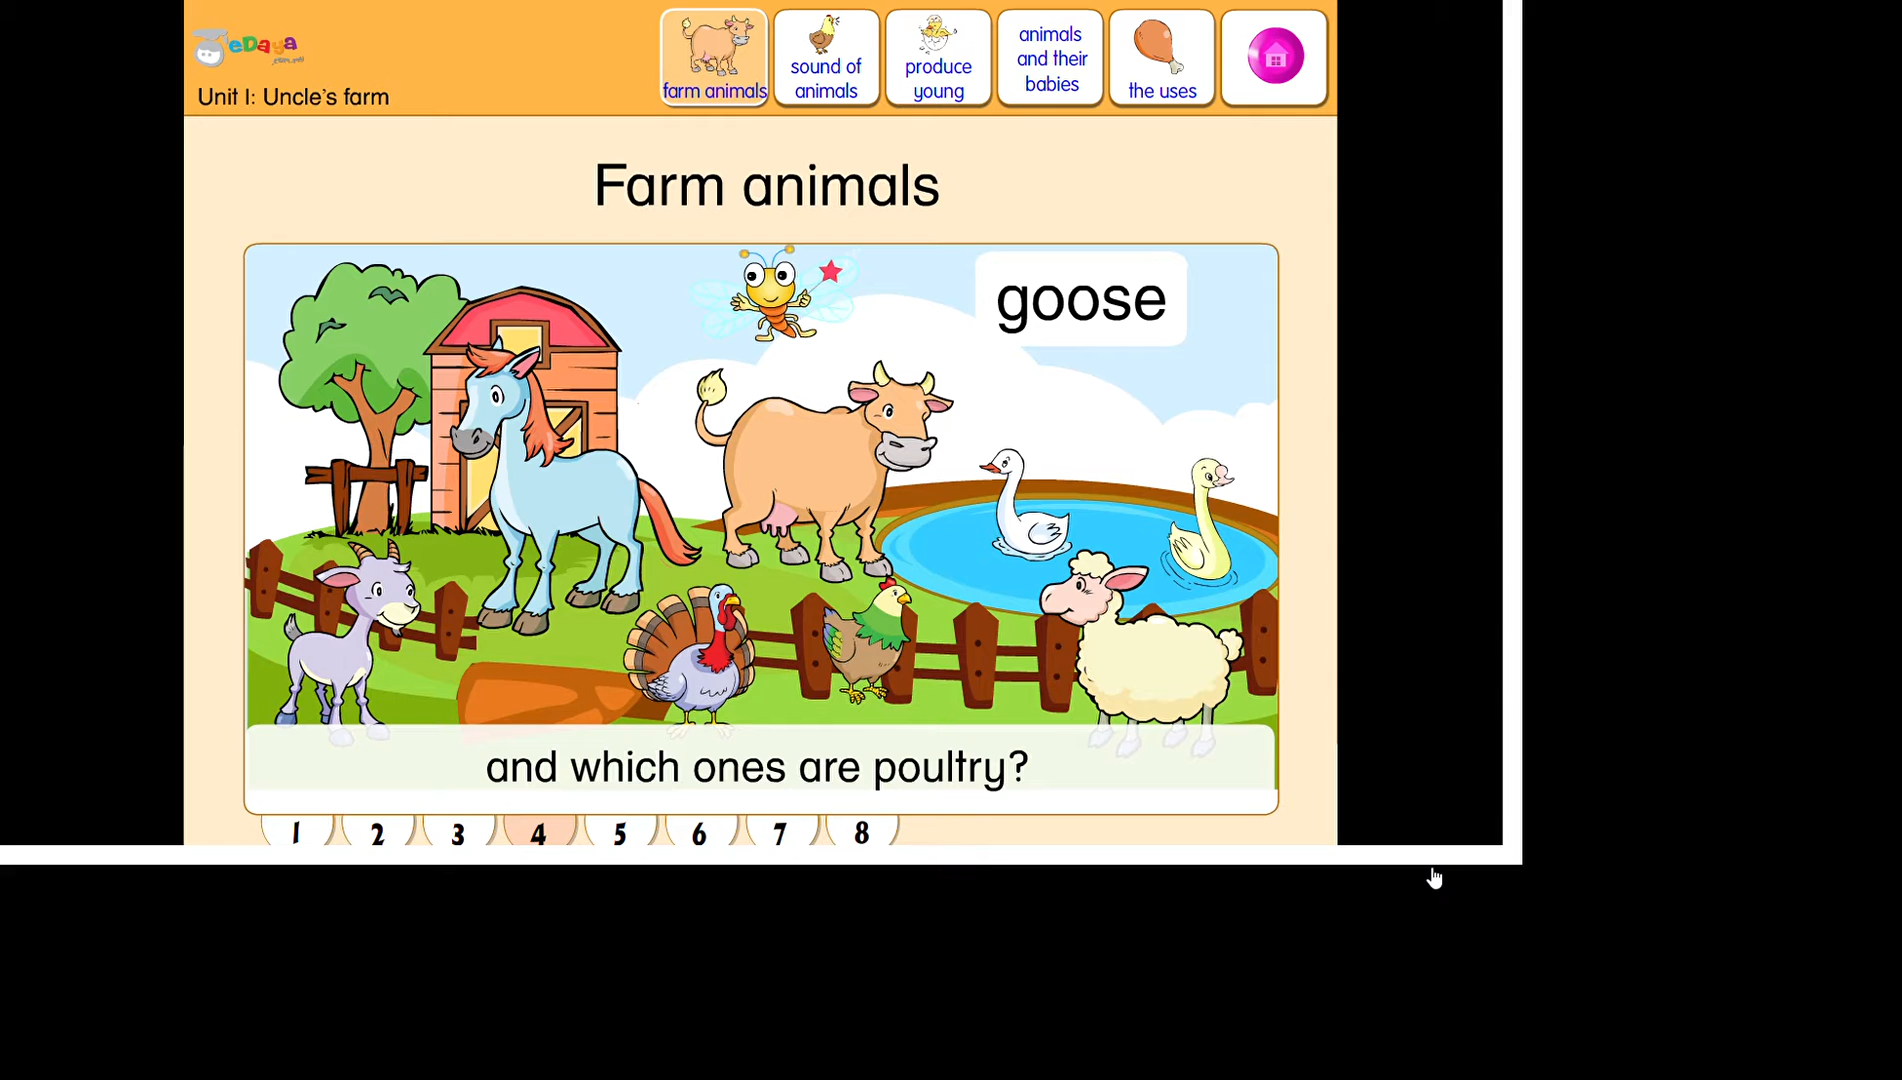 eDaya
Unit 1: Uncle's farm
farm animals
sound of
animals
produce
young
animals
and their
babies
the uses
Farm animals
goose
and which ones are poultry?
1 2 3 4 5 6 7 8